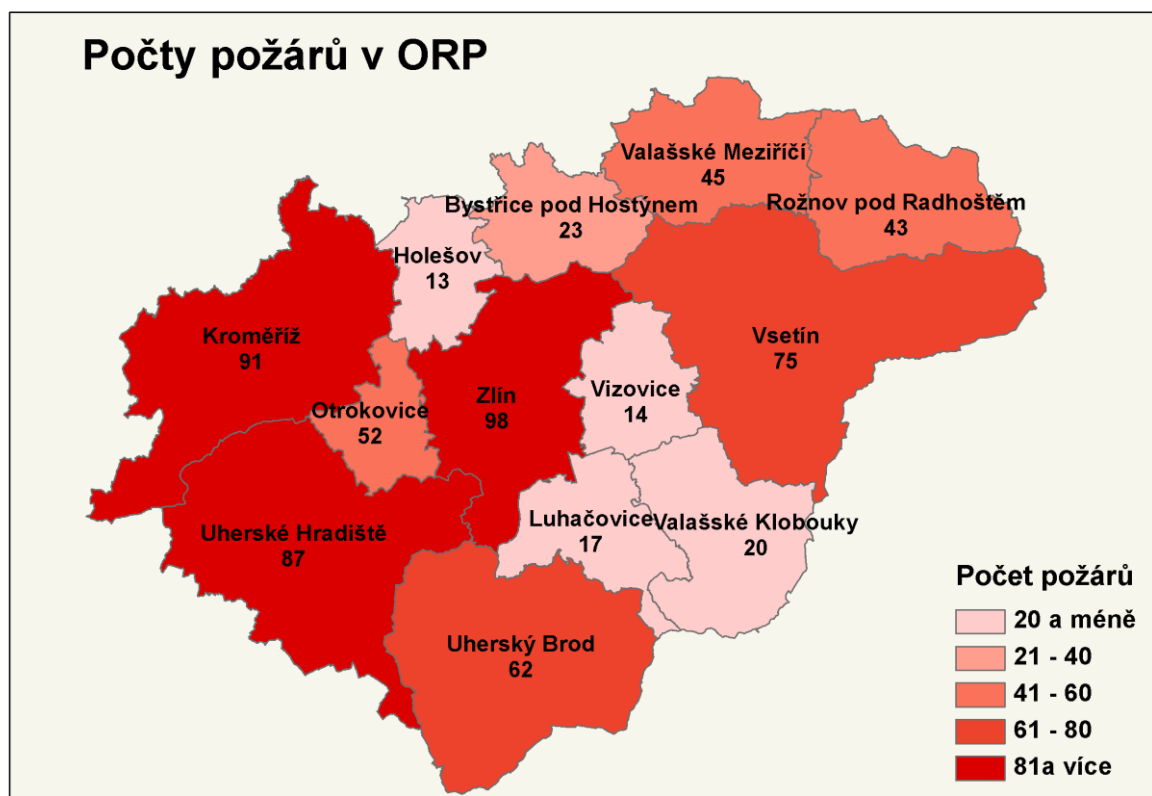 Počty požárů v ORP
Valašské Meziříčí
45
Bystřice pod Hostýnem
23
Rožnov pod Radhoštěm
43
Holešov
13
Kroměříž
91
Vsetín
75
Otrokovice
52
Zlín
98
Vizovice
14
Uherské Hradiště
87
Luhačovice
17
Valašské Klobouky
20
Uherský Brod
62
Počet požárů
20 a méně
21 - 40
41 - 60
61 - 80
81a více